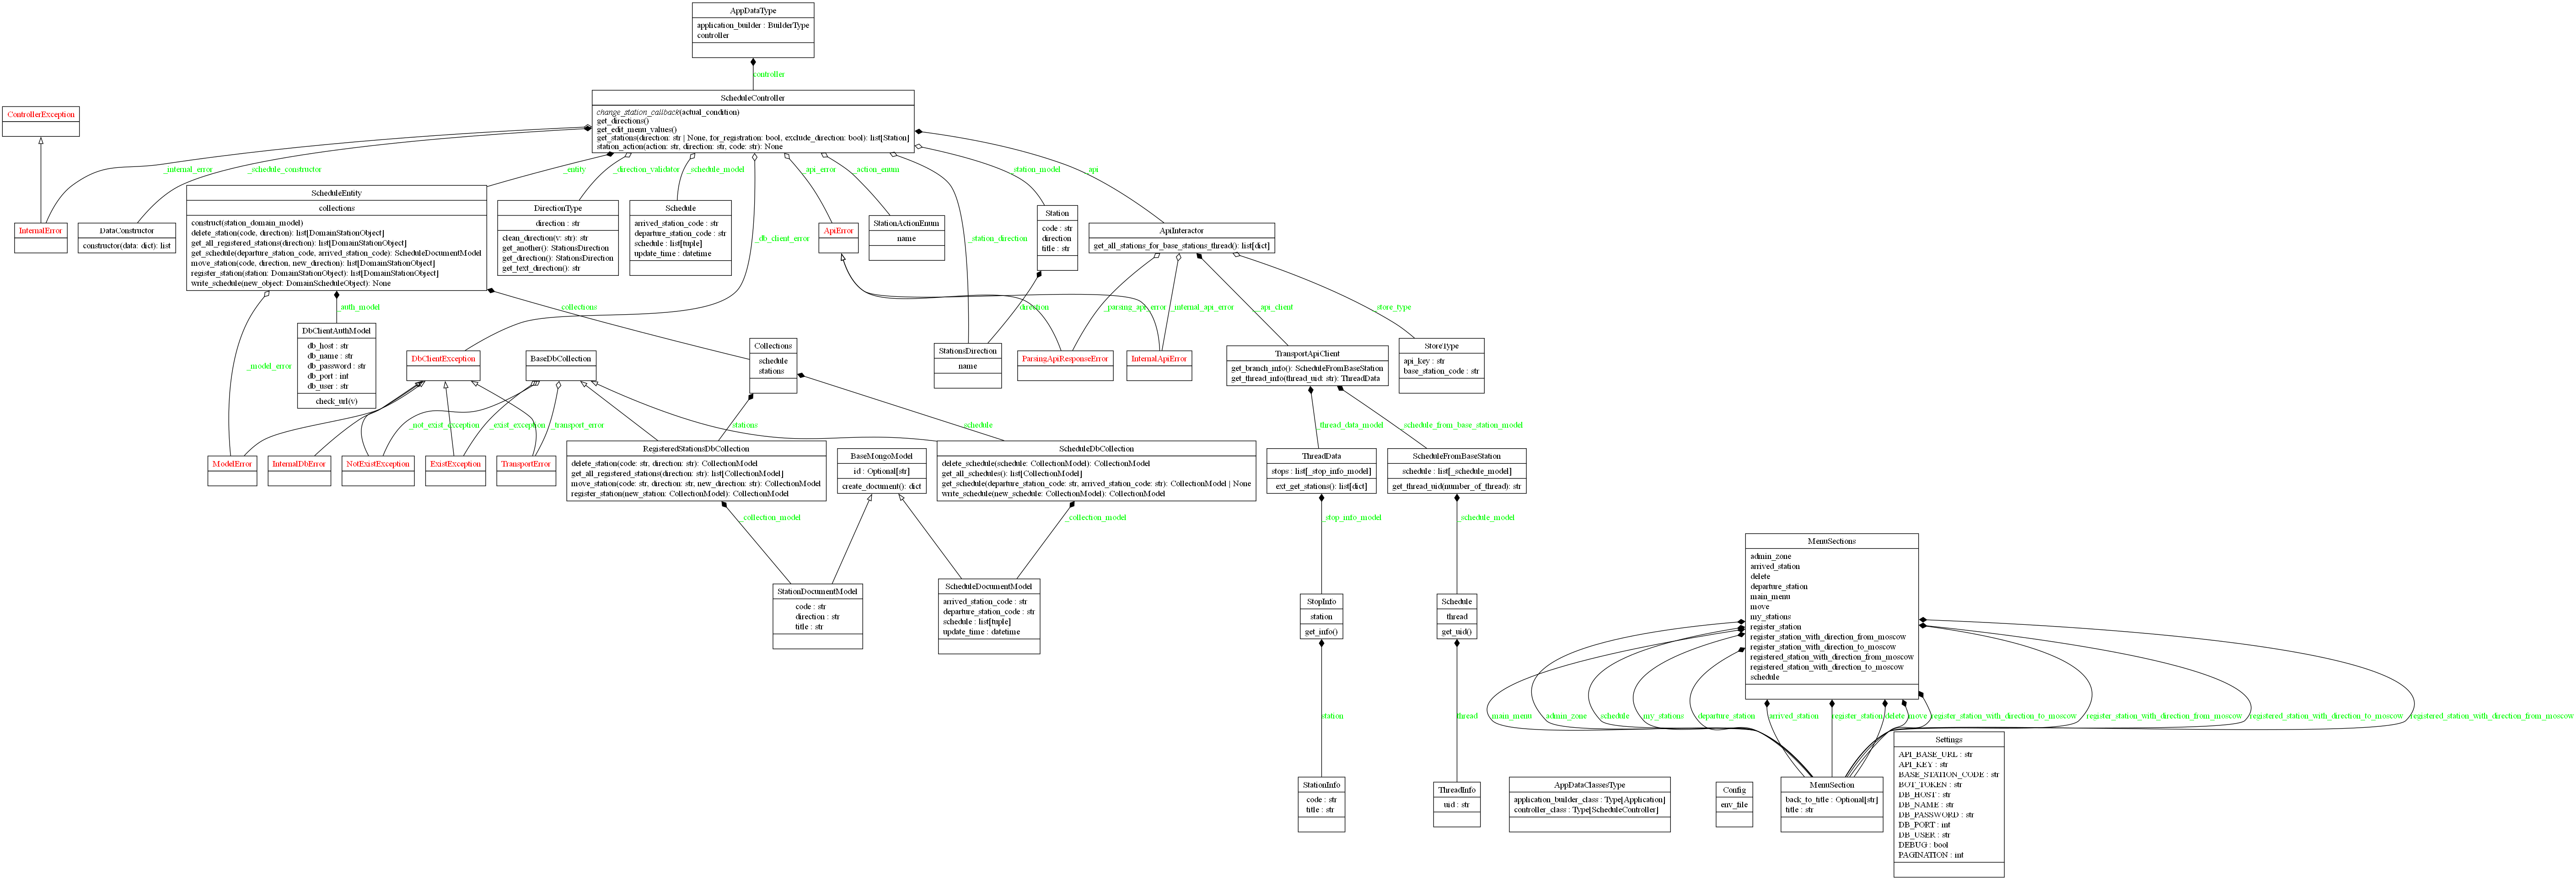 AppDataType
application_builder : BuilderType
controller
controller
ScheduleController
change_station_callback(actual_condition)
get_directions()
get_edit_menu_values()
get_stations(direction: str | None, for_registration: bool, exclude_direction: bool): list[Station]
station_action(action: str, direction: str, code: str): None
ControllerException
_internal_error
_schedule_constructor
_entity
_direction_validator
_schedule_model
_api_error
_action_enum
_station_model
_api
InternalError
DataConstructor
constructor(data: dict): list
ScheduleEntity
collections
construct(station_domain_model)
delete_station(code, direction): list[DomainStationObject]
get_all_registered_stations(direction): list[DomainStationObject]
get_schedule(departure_station_code, arrived_station_code): ScheduleDocumentModel
move_station(code, direction, new_direction): list[DomainStationObject]
register_station(station: DomainStationObject): list[DomainStationObject]
write_schedule(new_object: DomainScheduleObject): None
DirectionType
direction : str
clean_direction(v: str): str
get_another(): StationsDirection
get_direction(): StationsDirection
get_text_direction(): str
Schedule
arrived_station_code : str
departure_station_code : str
schedule : list[tuple]
update_time : datetime
_db_client_error
ApiError
StationActionEnum
name
_station_direction
Station
code : str
direction
title : str
ApiInteractor
get_all_stations_for_base_stations_thread(): list[dict]
_auth_model
collections
direction
_parsing_api_error
_internal_api_error
_api_client
_store_type
_model_error
DbClientAuthModel
db_host : str
db_name : str
db_password : str
db_port : int
db_user : str
check_url(v)
DbClientException
BaseDbCollection
Collections
schedule
stations
StationsDirection
name
ParsingApiResponseError
InternalApiError
TransportApiClient
get_branch_info(): ScheduleFromBaseStation
get_thread_info(thread_uid: str): ThreadData
StoreType
api_key : str
base_station_code : str
_not_exist_exception
_exist_exception
_transport_error
stations
schedule
_thread_data_model
_schedule_from_base_station_model
ModelError
InternalDbError
NotExistException
ExistException
TransportError
RegisteredStationsDbCollection
delete_station(code: str, direction: str): CollectionModel
get_all_registered_stations(direction: str): list[CollectionModel]
move_station(code: str, direction: str, new_direction: str): CollectionModel
register_station(new_station: CollectionModel): CollectionModel
BaseMongoModel
id : Optional[str]
create_document(): dict
ScheduleDbCollection
delete_schedule(schedule: CollectionModel): CollectionModel
get_all_schedules(): list[CollectionModel]
get_schedule(departure_station_code: str, arrived_station_code: str): CollectionModel | None
write_schedule(new_schedule: CollectionModel): CollectionModel
ThreadData
stops : list[_stop_info_model]
ext_get_stations(): list[dict]
ScheduleFromBaseStation
schedule : list[_schedule_model]
get_thread_uid(number_of_thread): str
_collection_model
_collection_model
_stop_info_model
_schedule_model
StationDocumentModel
code : str
direction : str
title : str
ScheduleDocumentModel
arrived_station_code : str
departure_station_code : str
schedule : list[tuple]
update_time : datetime
StopInfo
station
get_info()
Schedule
thread
get_uid()
MenuSections
admin_zone
arrived_station
delete
departure_station
main_menu
move
my_stations
register_station
register_station_with_direction_from_moscow
register_station_with_direction_to_moscow
registered_station_with_direction_from_moscow
registered_station_with_direction_to_moscow
schedule
station
thread
main_menu
admin_zone
schedule
my_stations
departure_station
arrived_station
register_station
delete
move
register_station_with_direction_to_moscow
register_station_with_direction_from_moscow
registered_station_with_direction_to_moscow
registered_station_with_direction_from_moscow
StationInfo
code : str
title : str
ThreadInfo
uid : str
AppDataClassesType
application_builder_class : Type[Application]
controller_class : Type[ScheduleController]
Config
env_file
MenuSection
back_to_title : Optional[str]
title : str
Settings
API_BASE_URL : str
API_KEY : str
BASE_STATION_CODE : str
BOT_TOKEN : str
DB_HOST : str
DB_NAME : str
DB_PASSWORD : str
DB_PORT : int
DB_USER : str
DEBUG : bool
PAGINATION : int